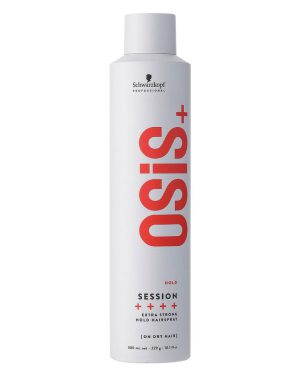 Schwarzkopf
PROFESSIONAL
OSiS+
HOLD
SESSION
++++
EXTRA STRONG
HOLD HAIRSPRAY
[ON DRY HAIR]